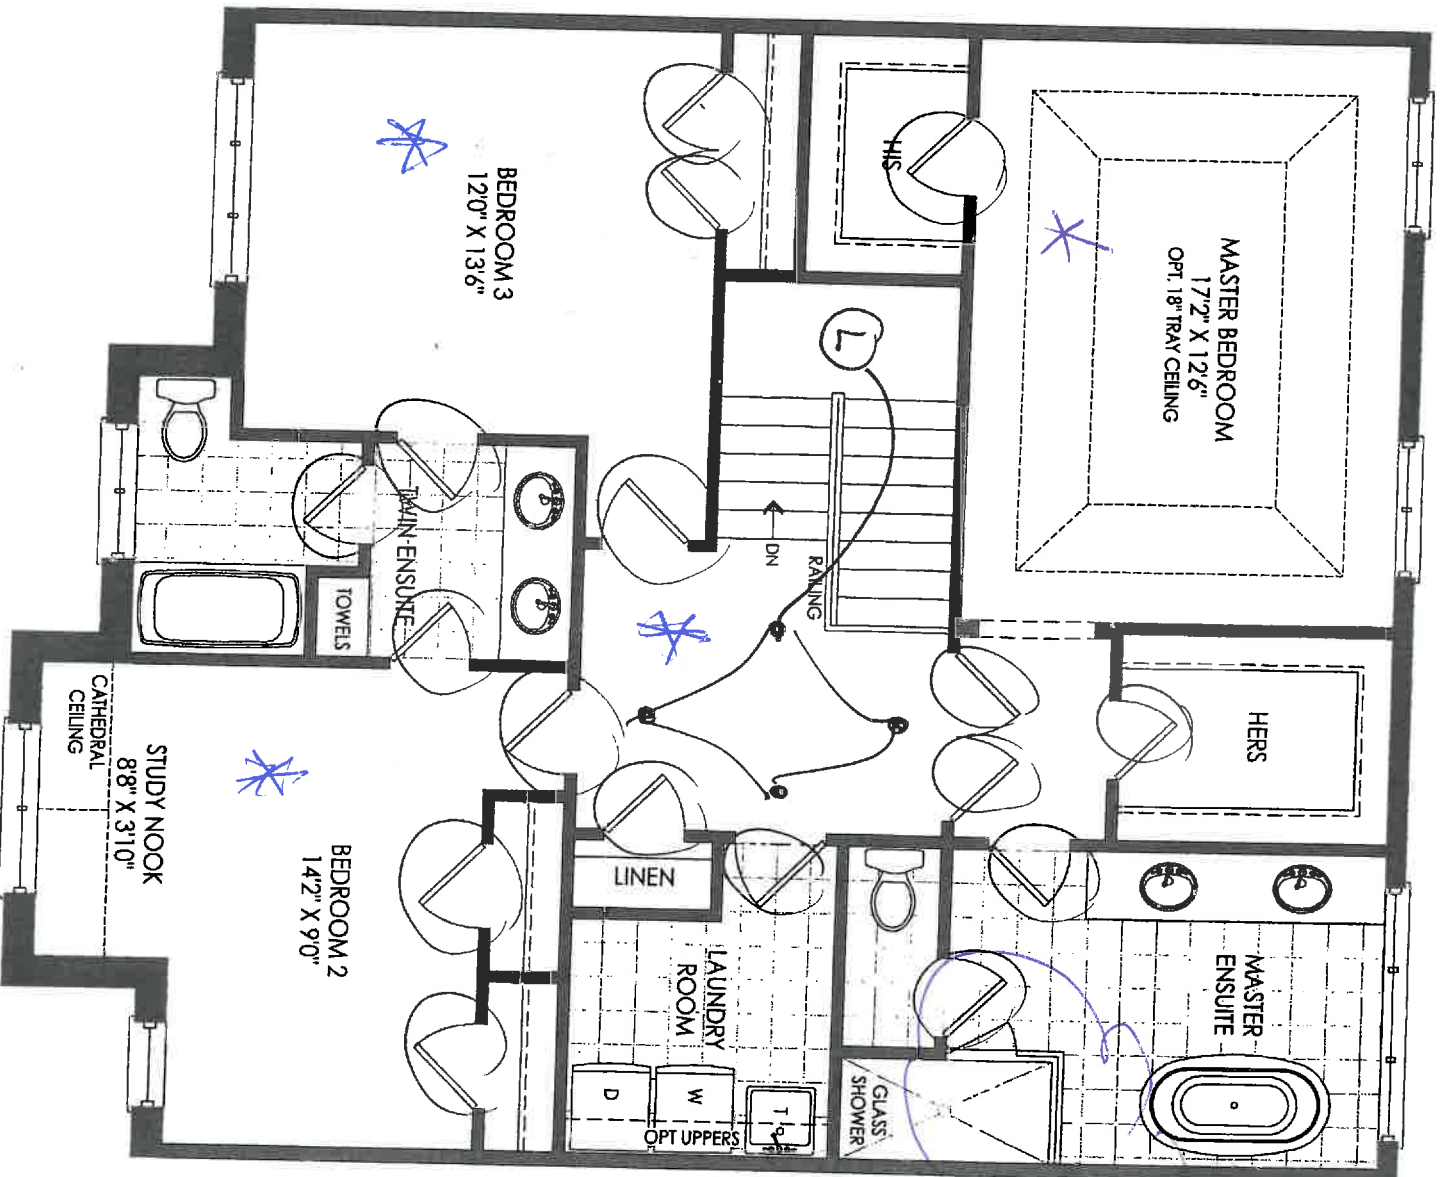 BEDROOM 3
12'0" X 13'6"
HIS
MASTER BEDROOM
17'2" X 12'6"
OPT. 18" TRAY CEILING
L
DN
RAILING
TWIN-ENSUITE
TOWELS
HERS
CATHEDRAL
CEILING
STUDY NOOK
8'8" X 3'10"
BEDROOM 2
14'2" X 9'0"
LINEN
LAUNDRY
ROOM
MASTER
ENSUITE
GLASS
SHOWER
D
W
T
OPT UPPERS